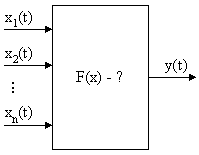 x₁(t)
x₂(t)
⋮
xₙ(t)
F(x) - ?
y(t)